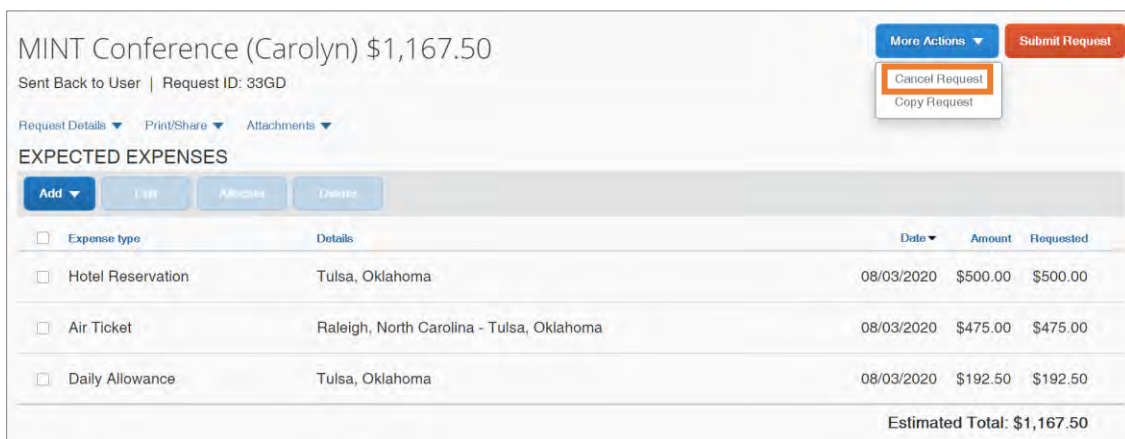 MINT Conference (Carolyn) $1,167.50
More Actions
Submit Request
Sent Back to User | Request ID: 33GD
Cancel Request
Copy Request
Request Details Print/Share Attachments
EXPECTED EXPENSES
Add Edit Allocate Delete
Expense type Details Date Amount Requested
Hotel Reservation Tulsa, Oklahoma 08/03/2020 $500.00 $500.00
Air Ticket Raleigh, North Carolina - Tulsa, Oklahoma 08/03/2020 $475.00 $475.00
Daily Allowance Tulsa, Oklahoma 08/03/2020 $192.50 $192.50
Estimated Total: $1,167.50